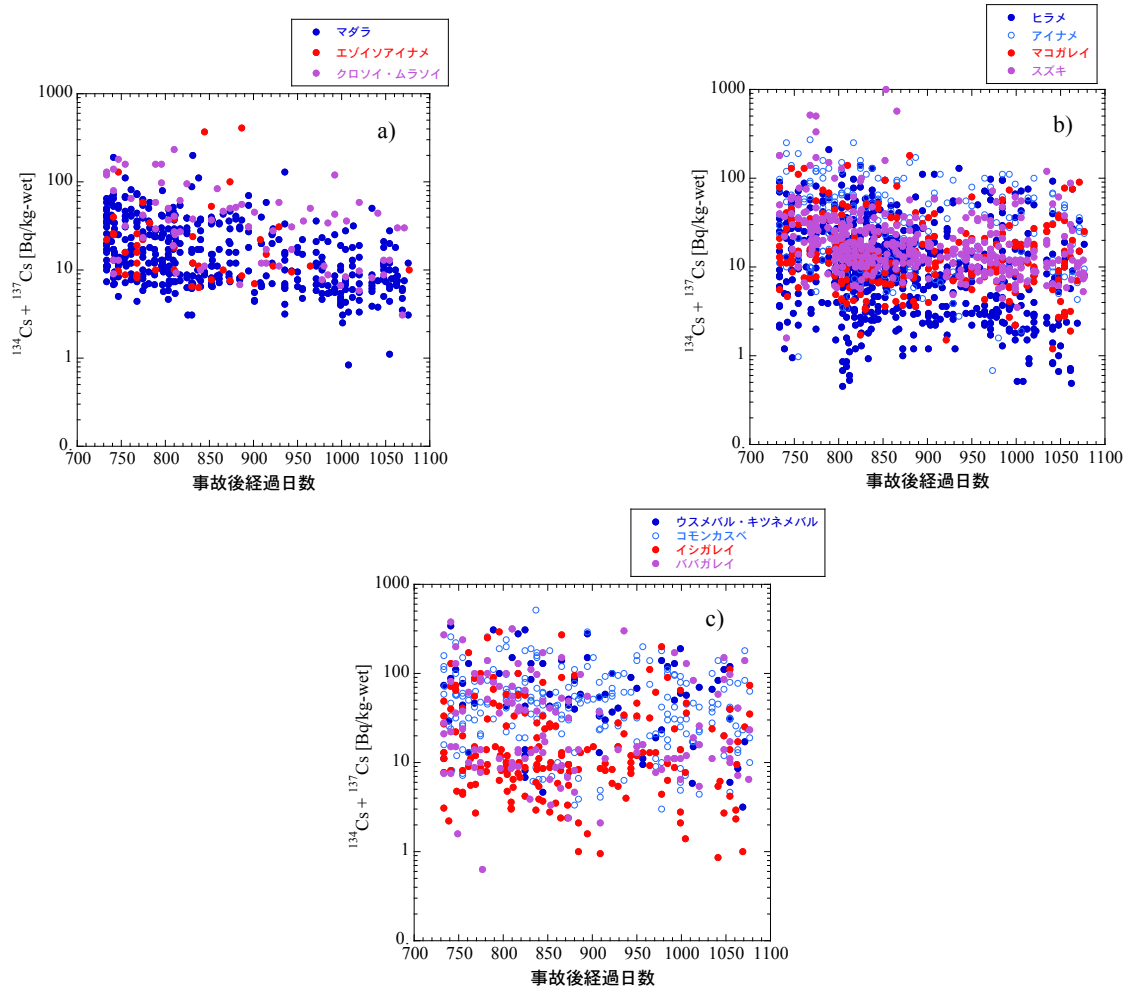 マダラ
エゾイソアイナメ
クロソイ・ムラソイ
a)
1000
100
10
1
0.
¹³⁴Cs + ¹³⁷Cs [Bq/kg-wet]
700 750 800 850 900 950 1000 1050 1100
事故後経過日数
ヒラメ
アイナメ
マコガレイ
スズキ
b)
1000
100
10
1
0.
¹³⁴Cs + ¹³⁷Cs [Bq/kg-wet]
700 750 800 850 900 950 1000 1050 1100
事故後経過日数
ウスメバル・キツネメバル
コモンカスベ
イシガレイ
ババガレイ
c)
1000
100
10
1
0.
¹³⁴Cs + ¹³⁷Cs [Bq/kg-wet]
700 750 800 850 900 950 1000 1050 1100
事故後経過日数